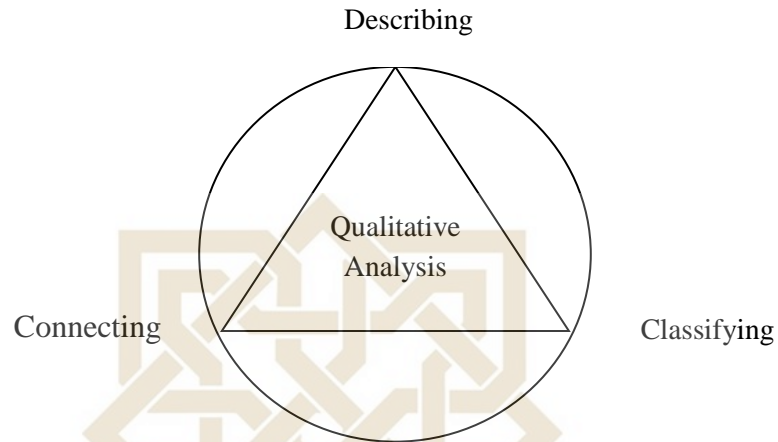 Describing
Qualitative
Analysis
Connecting
Classifying